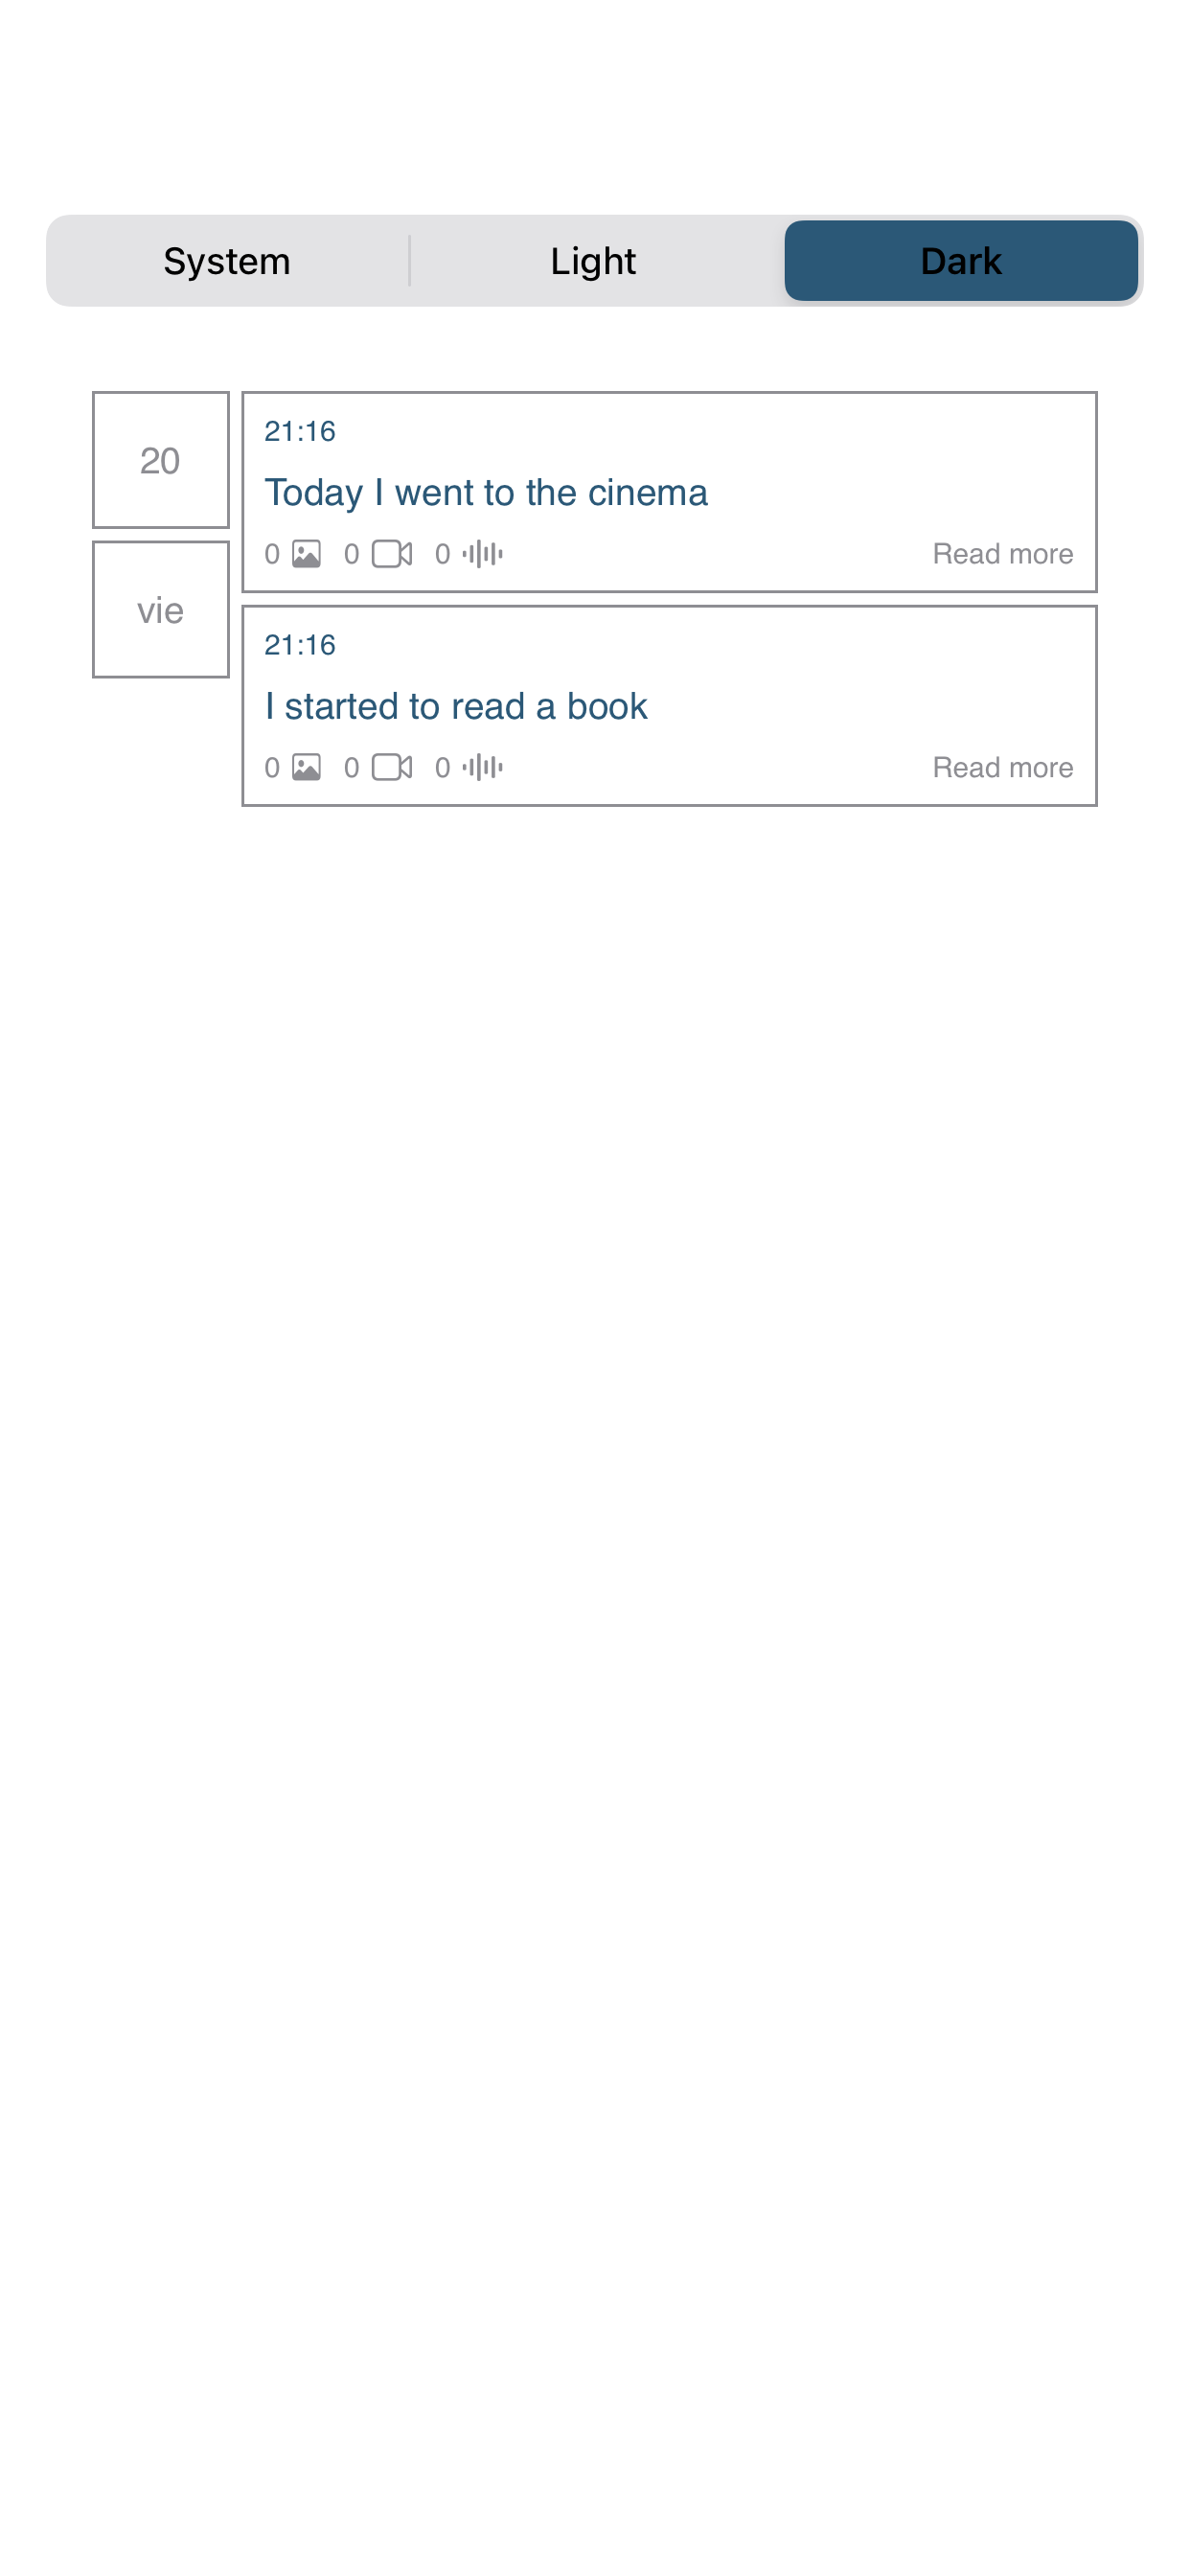 System Light Dark
20
vie
21:16
Today I went to the cinema
0 0 0 Read more
21:16
I started to read a book
0 0 0 Read more